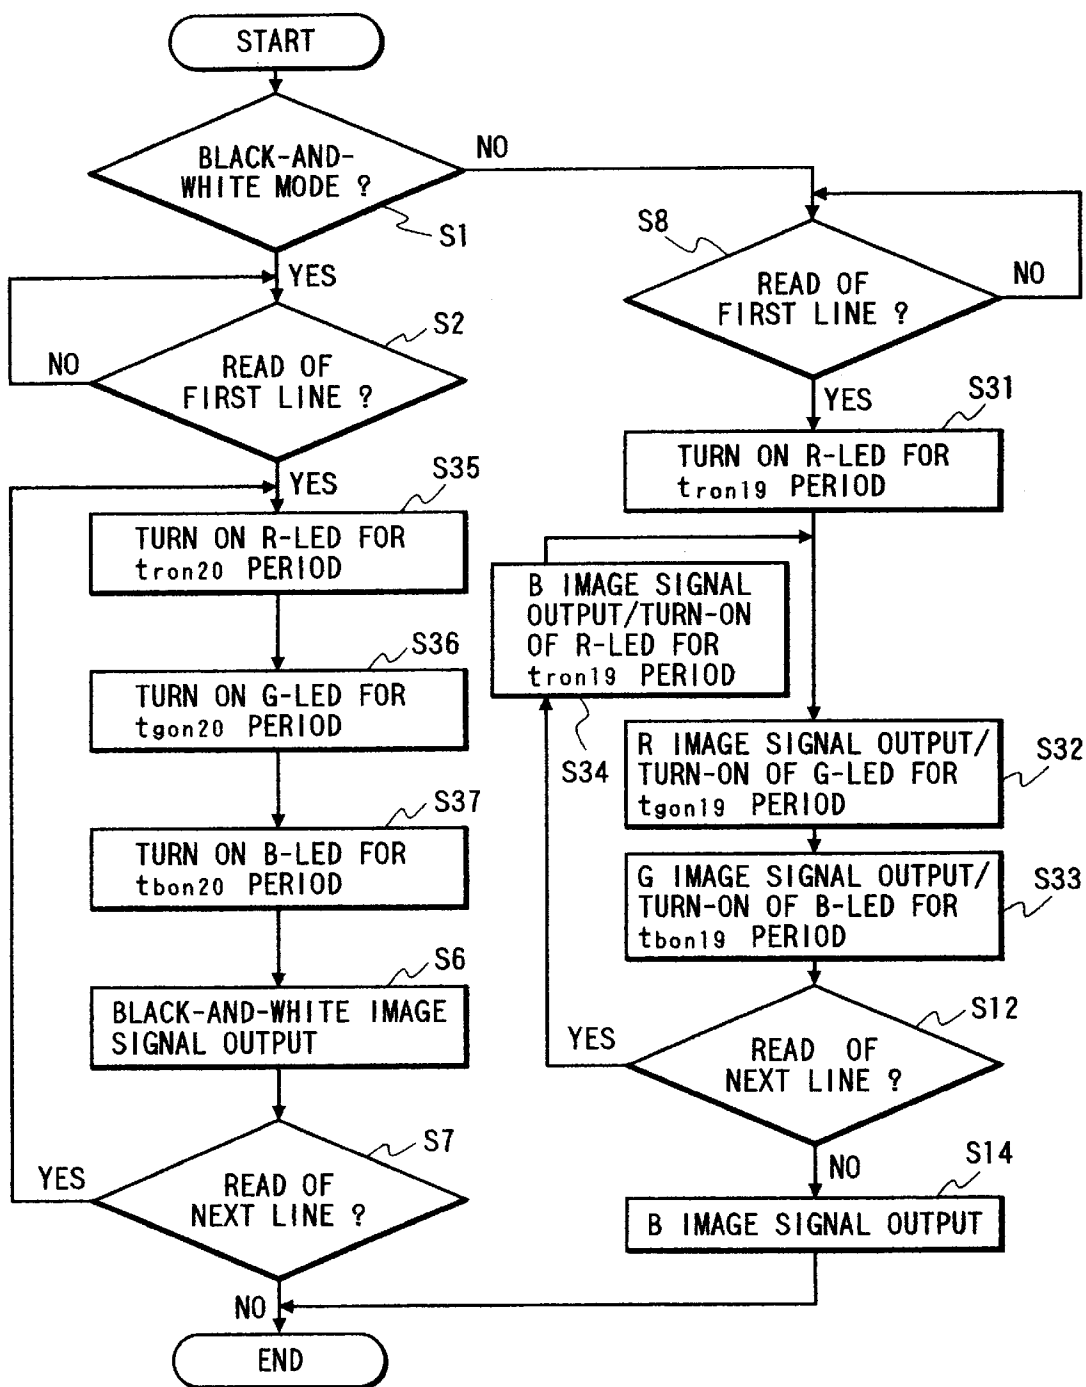 START
BLACK-AND-
WHITE MODE ?
S1
NO
YES
READ OF
FIRST LINE ?
S2
NO
YES
TURN ON R-LED FOR
tron20 PERIOD
S35
TURN ON G-LED FOR
tgon20 PERIOD
S36
TURN ON B-LED FOR
tbon20 PERIOD
S37
BLACK-AND-WHITE IMAGE
SIGNAL OUTPUT
S6
READ OF
NEXT LINE ?
S7
YES
NO
END
READ OF
FIRST LINE ?
S8
NO
YES
TURN ON R-LED FOR
tron19 PERIOD
S31
B IMAGE SIGNAL
OUTPUT/TURN-ON
OF R-LED FOR
tron19 PERIOD
S34
R IMAGE SIGNAL OUTPUT/
TURN-ON OF G-LED FOR
tgon19 PERIOD
S32
G IMAGE SIGNAL OUTPUT/
TURN-ON OF B-LED FOR
tbon19 PERIOD
S33
READ OF
NEXT LINE ?
S12
YES
NO
B IMAGE SIGNAL OUTPUT
S14